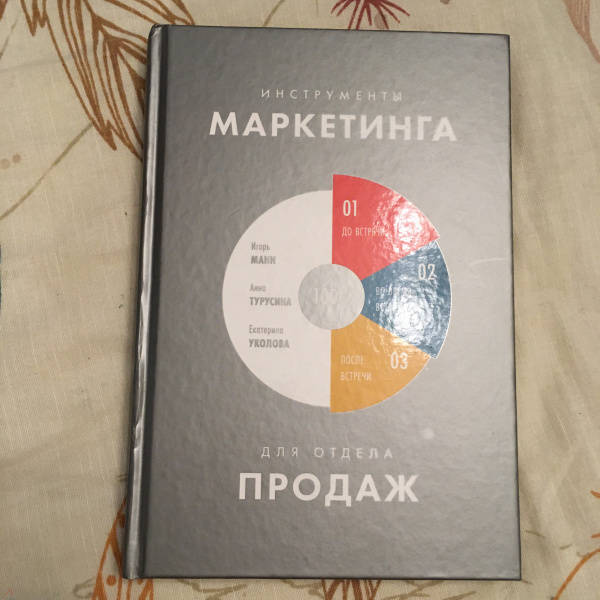 ИНСТРУМЕНТЫ
МАРКЕТИНГА
01
ДО ВСТРЕЧИ
Игорь
МАНН
02
Анна
ТУРУСИНА
Екатерина
УКОЛОВА
03
ПОСЛЕ
ВСТРЕЧИ
ДЛЯ ОТДЕЛА
ПРОДАЖ